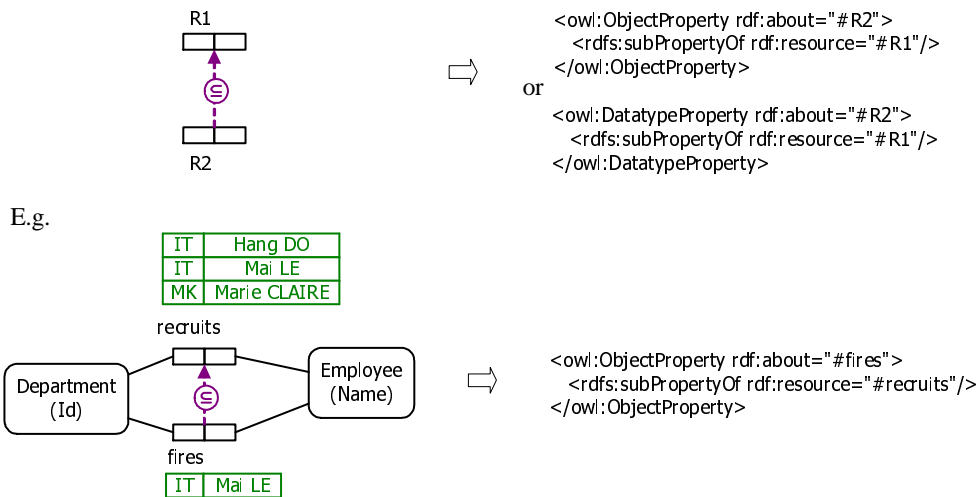 R1
⊆
R2
<owl:ObjectProperty rdf:about="#R2">
<rdfs:subPropertyOf rdf:resource="#R1"/>
</owl:ObjectProperty>
or
<owl:DatatypeProperty rdf:about="#R2">
<rdfs:subPropertyOf rdf:resource="#R1"/>
</owl:DatatypeProperty>
E.g.
IT Hang DO
IT Mai LE
MK Marie CLAIRE
recruits
Department
(Id)
⊆
Employee
(Name)
fires
IT Mai LE
<owl:ObjectProperty rdf:about="#fires">
<rdfs:subPropertyOf rdf:resource="#recruits"/>
</owl:ObjectProperty>